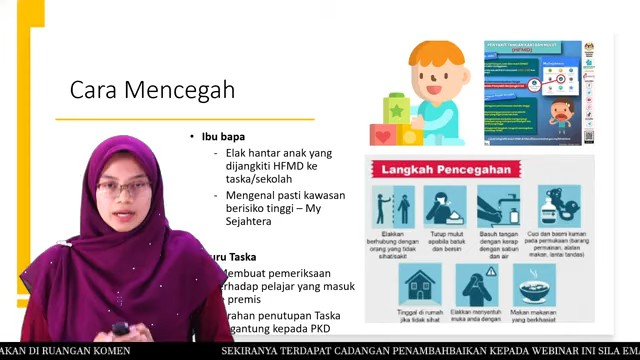 Cara Mencegah
• Ibu bapa
- Elak hantar anak yang
dijangkiti HFMD ke
taska/sekolah
- Mengenal pasti kawasan
berisiko tinggi – My
Sejahtera
Taska
Membuat pemeriksaan
pelajar yang masuk
premis
penutupan Taska
kepada PKD
Langkah Pencegahan
Elakkan
berhubung dengan
orang yang tidak
sihat/sakit
Tutup mulut
apabila batuk
dan bersin
Basuh tangan
dengan kerap
dengan sabun
dan air
Cuci dan basmi kuman
pada permukaan (barang
permainan, alatan
makan, lantai tandas)
Tinggal di rumah
jika tidak sihat
Elakkan menyentuh
muka anda dengan
Makan makanan
yang berkhasiat
AKAN DI RUANGAN KOMEN
SEKIRANYA TERDAPAT CADANGAN PENAMBAHBAIKAN KEPADA WEBINAR INI SILA EMA